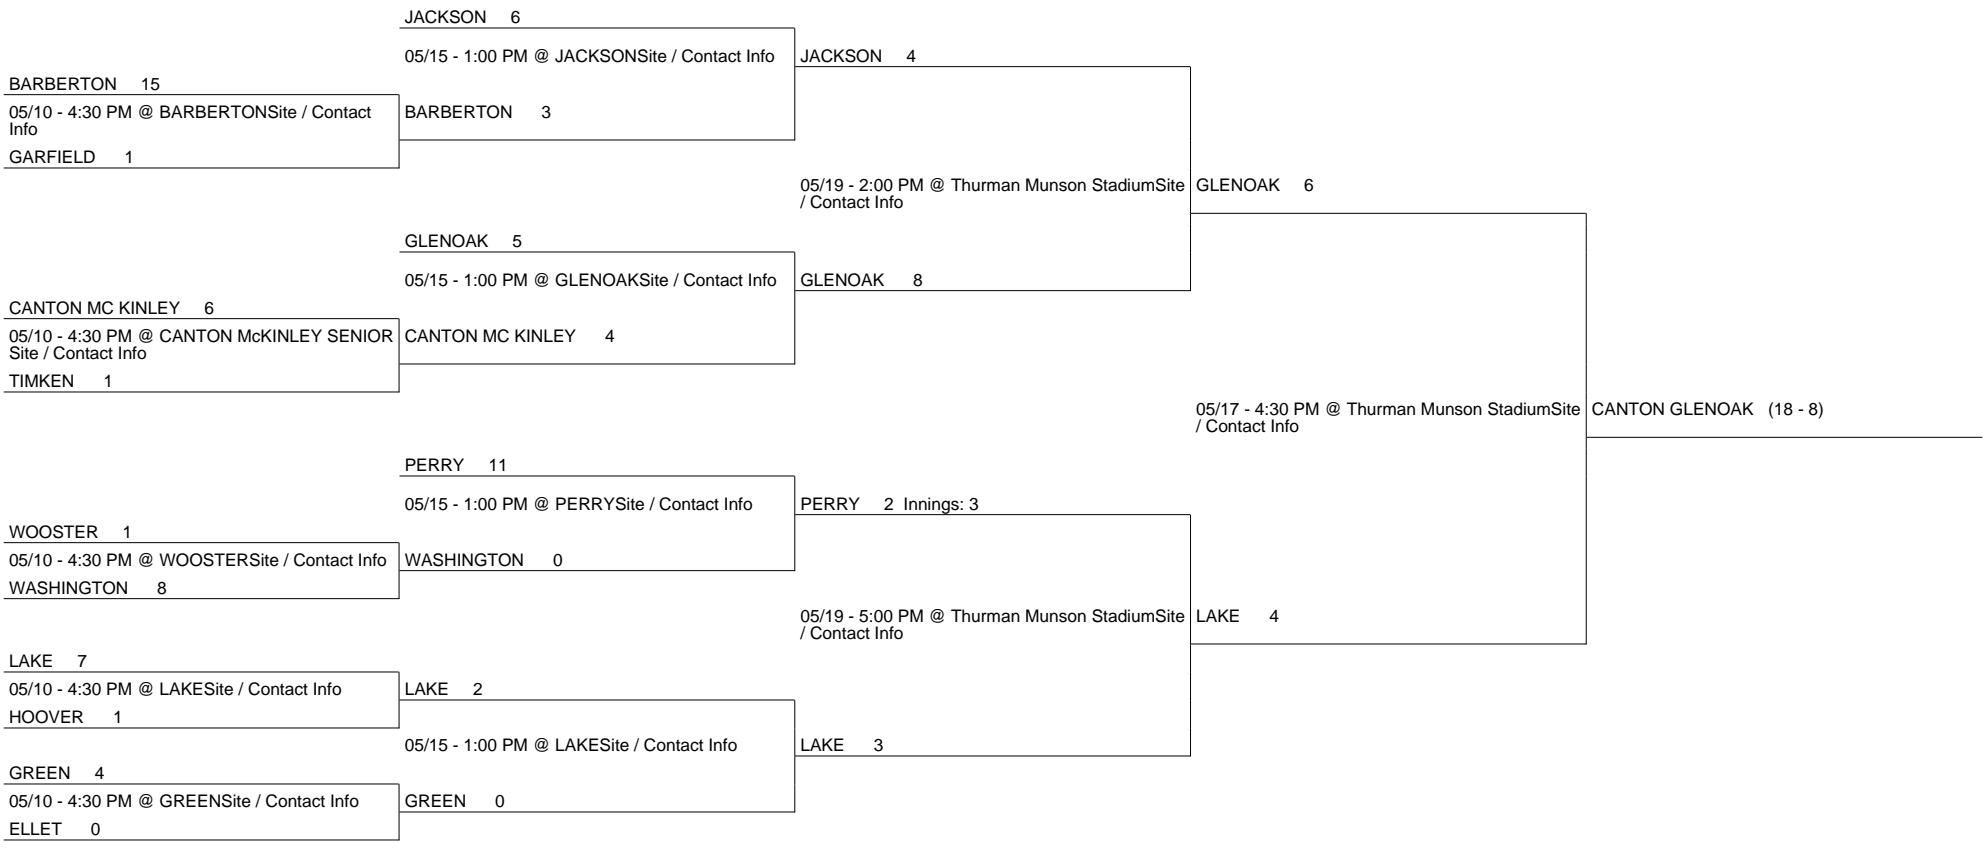 JACKSON 6
05/15 - 1:00 PM @ JACKSONSite / Contact Info
JACKSON 4
BARBERTON 15
05/10 - 4:30 PM @ BARBERTONSite / Contact
Info
BARBERTON 3
GARFIELD 1
05/19 - 2:00 PM @ Thurman Munson StadiumSite
/ Contact Info
GLENOAK 6
GLENOAK 5
05/15 - 1:00 PM @ GLENOAKSite / Contact Info
GLENOAK 8
CANTON MC KINLEY 6
05/10 - 4:30 PM @ CANTON McKINLEY SENIOR
Site / Contact Info
CANTON MC KINLEY 4
TIMKEN 1
05/17 - 4:30 PM @ Thurman Munson StadiumSite
/ Contact Info
CANTON GLENOAK (18 - 8)
PERRY 11
05/15 - 1:00 PM @ PERRYSite / Contact Info
PERRY 2 Innings: 3
WOOSTER 1
05/10 - 4:30 PM @ WOOSTERSite / Contact Info
WASHINGTON 0
WASHINGTON 8
05/19 - 5:00 PM @ Thurman Munson StadiumSite
/ Contact Info
LAKE 4
LAKE 7
05/10 - 4:30 PM @ LAKESite / Contact Info
LAKE 2
HOOVER 1
05/15 - 1:00 PM @ LAKESite / Contact Info
LAKE 3
GREEN 4
05/10 - 4:30 PM @ GREENSite / Contact Info
GREEN 0
ELLET 0